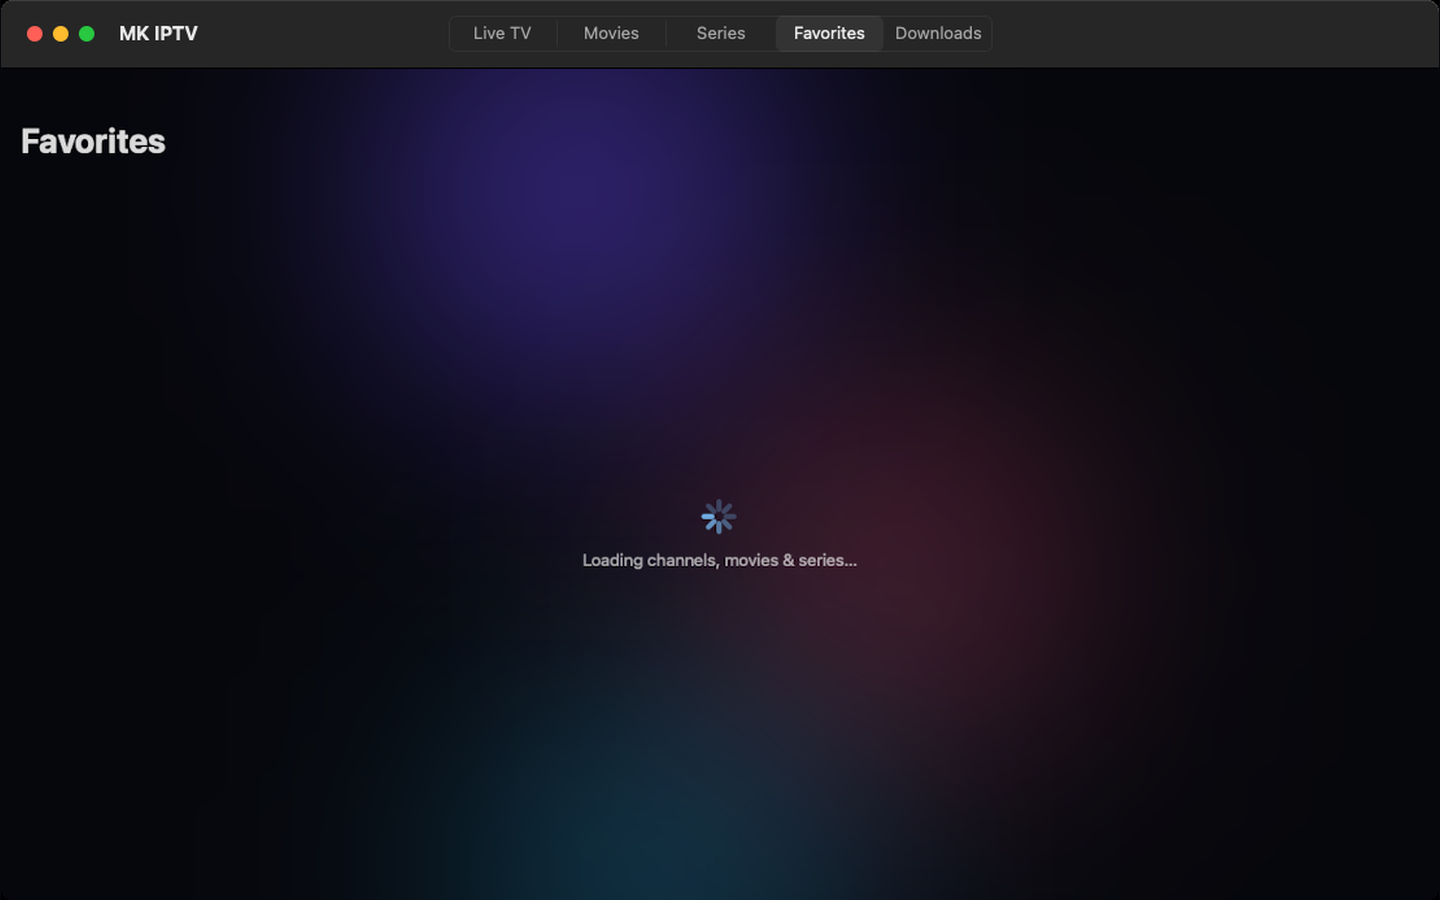 MK IPTV
Live TV
Movies
Series
Favorites
Downloads
Favorites
Loading channels, movies & series...